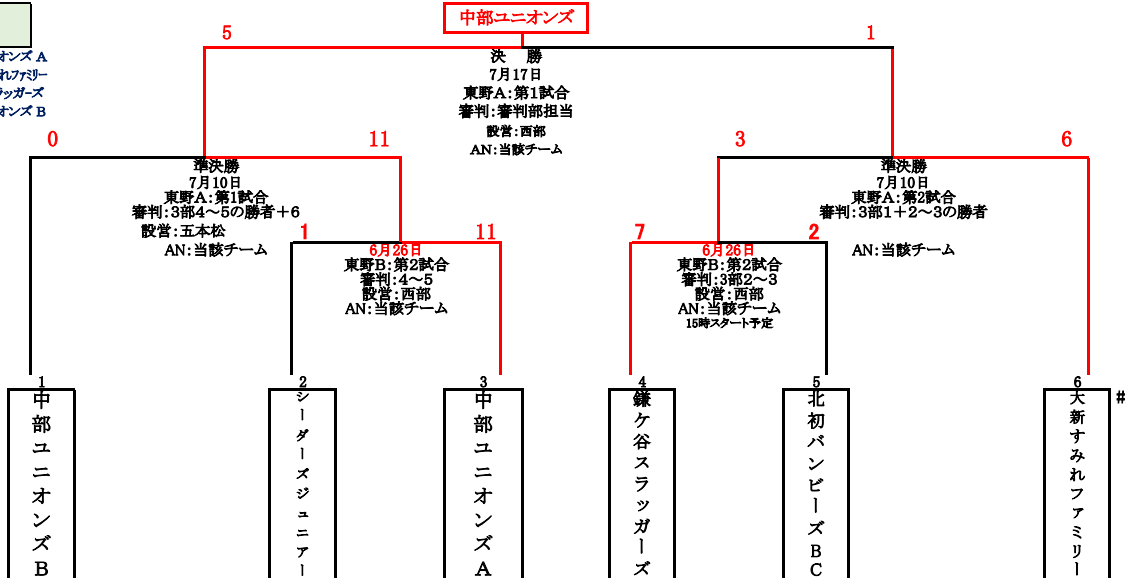 中部ユニオンズ
5
1
オンズ A
れファミリー
ラッガーズ
オンズ B
決　勝
7月17日
東野A:第1試合
審判:審判部担当
設営:西部
AN:当該チーム
0
11
3
6
準決勝
7月10日
東野A:第1試合
審判:3部4～5の勝者＋6
設営:五本松
AN:当該チーム
準決勝
7月10日
東野A:第2試合
審判:3部1＋2～3の勝者
AN:当該チーム
1
11
6月26日
東野B:第2試合
審判:4～5
設営:西部
AN:当該チーム
7
2
6月26日
東野B:第2試合
審判:3部2～3
設営:西部
AN:当該チーム
15時スタート予定
1
中部ユニオンズB
2
シーダーズジュニアー
3
中部ユニオンズA
4
鎌ケ谷スラッガーズ
5
北初バンビーズBC
6
大新すみれファミリー
#